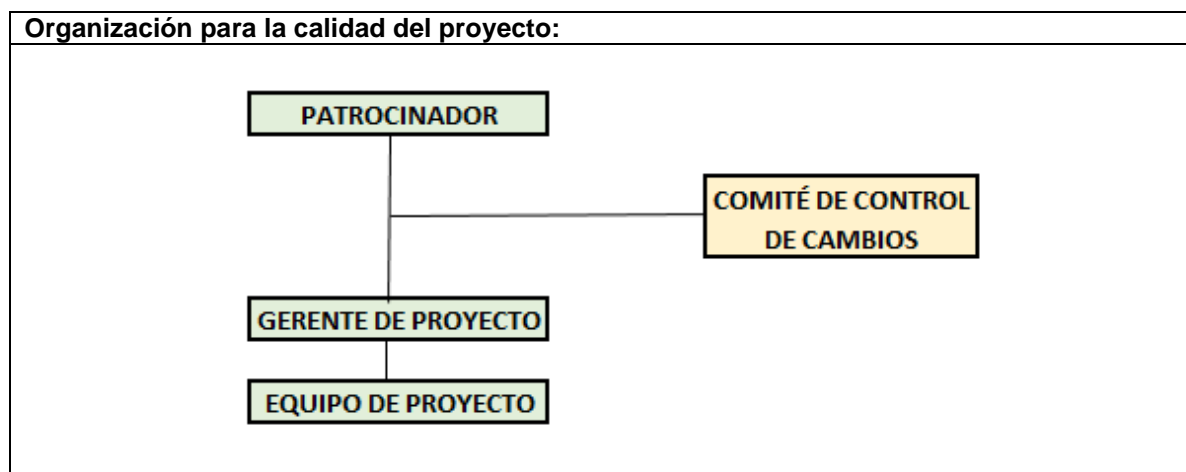 Organización para la calidad del proyecto:
PATROCINADOR
COMITÉ DE CONTROL
DE CAMBIOS
GERENTE DE PROYECTO
EQUIPO DE PROYECTO